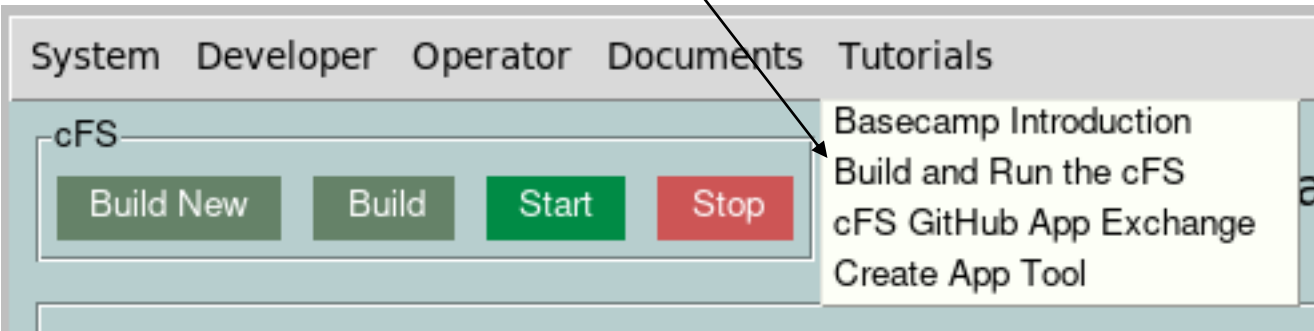 System Developer Operator Documents Tutorials
cFS
Build New Build Start Stop
Basecamp Introduction
Build and Run the cFS
cFS GitHub App Exchange
Create App Tool